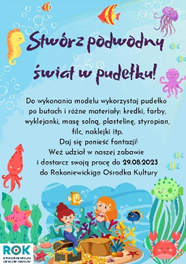 Stwórz podwodny
świat w pudełku!
Do wykonania modelu wykorzystaj pudełko
po butach i różne materiały: kredki, farby,
wyklejanki, masę solną, plastelinę, styropian,
filc, naklejki itp.
Daj się ponieść fantazji!
Weź udział w naszej zabawie
i dostarcz swoją pracę do 29.08.2023
do Rokoniewickiego Ośrodka Kultury
ROK